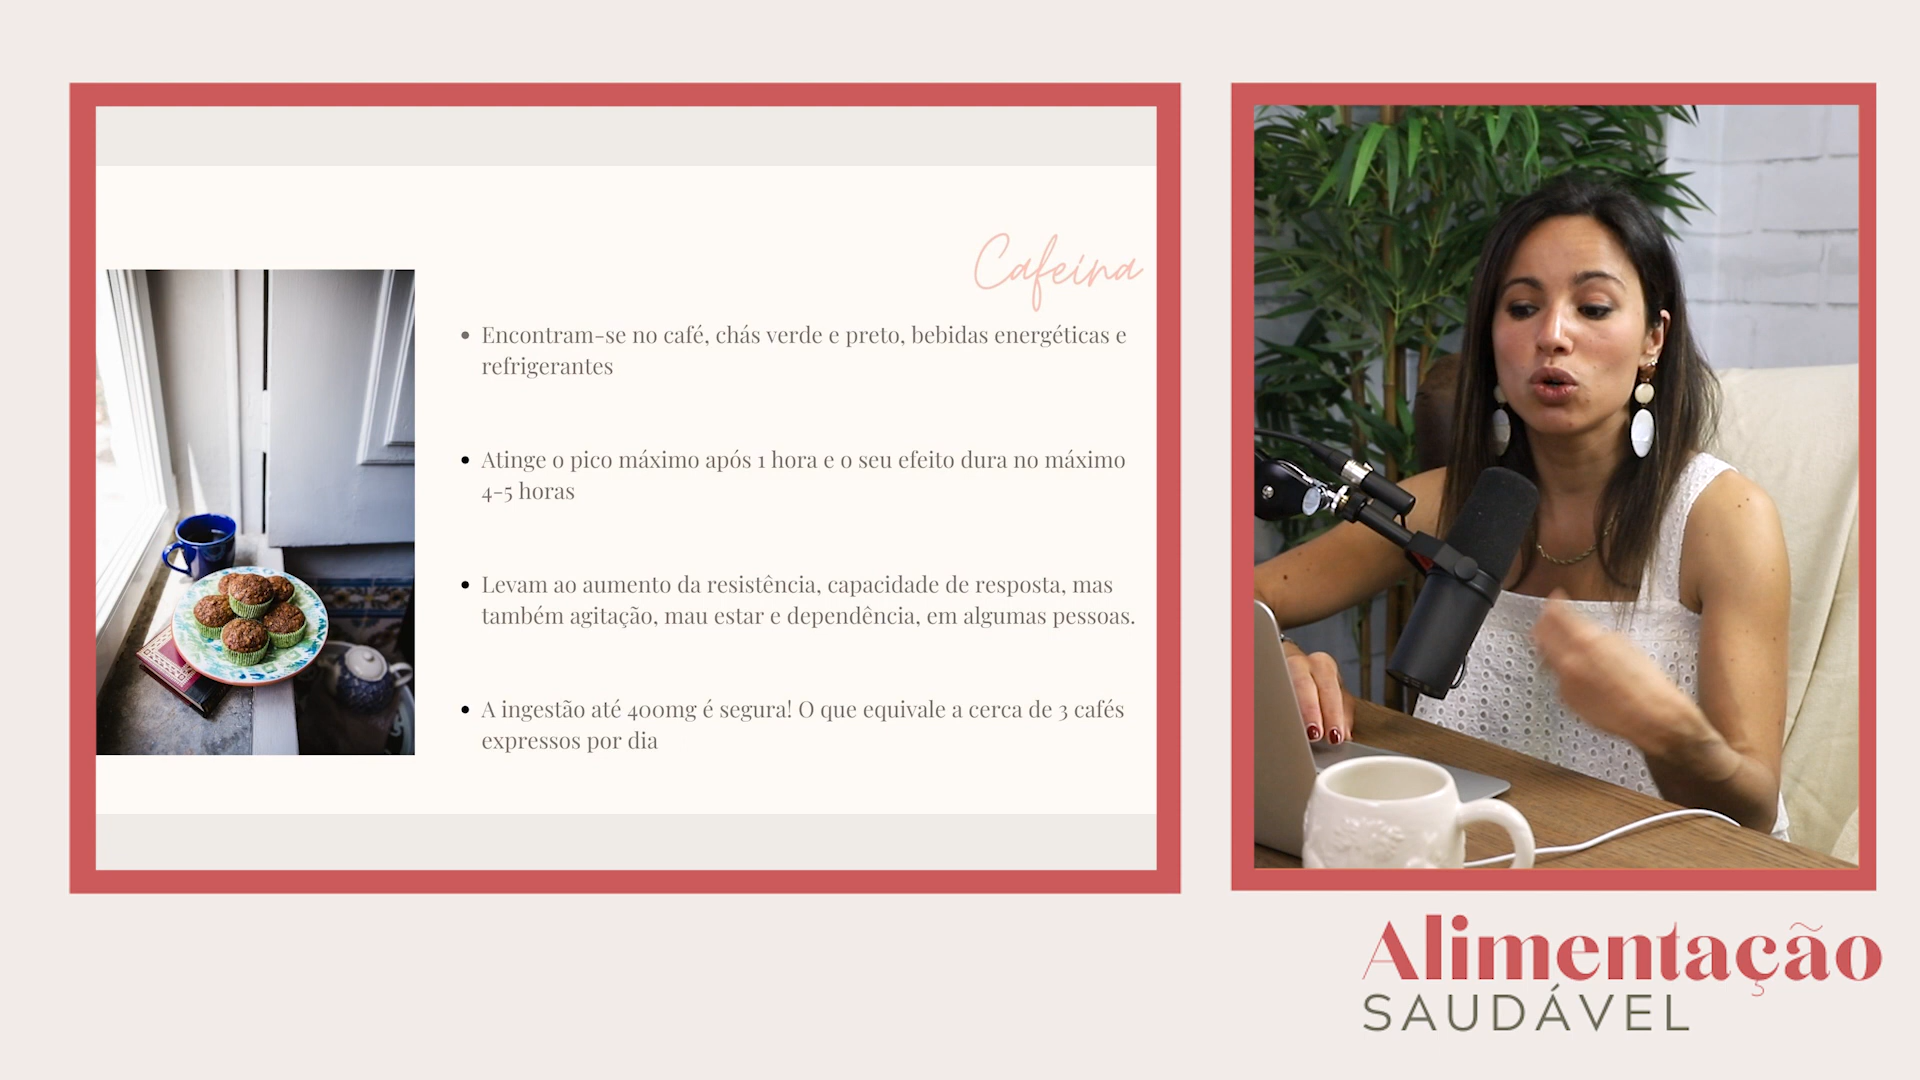 Cafeína
Encontram-se no café, chás verde e preto, bebidas energéticas e
refrigerantes
Atinge o pico máximo após 1 hora e o seu efeito dura no máximo
4-5 horas
Levam ao aumento da resistência, capacidade de resposta, mas
também agitação, mau estar e dependência, em algumas pessoas.
A ingestão até 400mg é segura! O que equivale a cerca de 3 cafés
expressos por dia
Alimentação
SAUDÁVEL